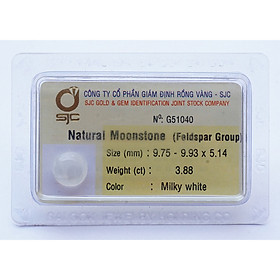 CÔNG TY CỔ PHẦN GIÁM ĐỊNH RỒNG VÀNG - SJC
SJC GOLD & GEM IDENTIFICATION JOINT STOCK COMPANY
SJC
Nº: G51040
Natural Moonstone (Feldspar Group)
Size (mm) : 9.75 - 9.93 x 5.14
Weight (ct) : 3.88
Color : Milky white